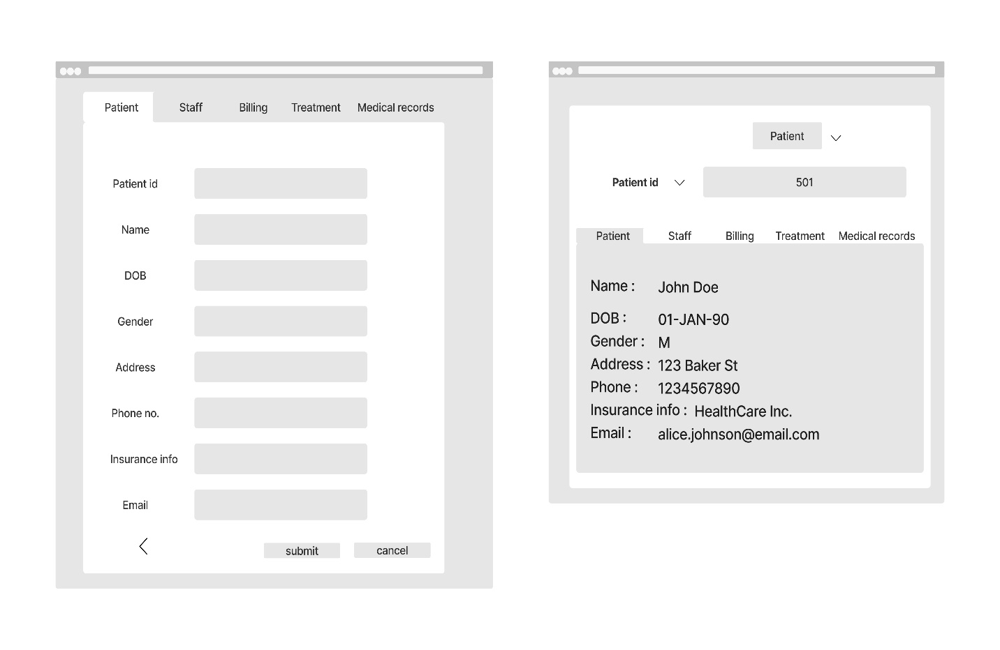 Patient Staff Billing Treatment Medical records
Patient id
Name
DOB
Gender
Address
Phone no.
Insurance info
Email
submit cancel
Patient
Patient id 501
Patient Staff Billing Treatment Medical records
Name : John Doe
DOB : 01-JAN-90
Gender : M
Address : 123 Baker St
Phone : 1234567890
Insurance info : HealthCare Inc.
Email : alice.johnson@email.com